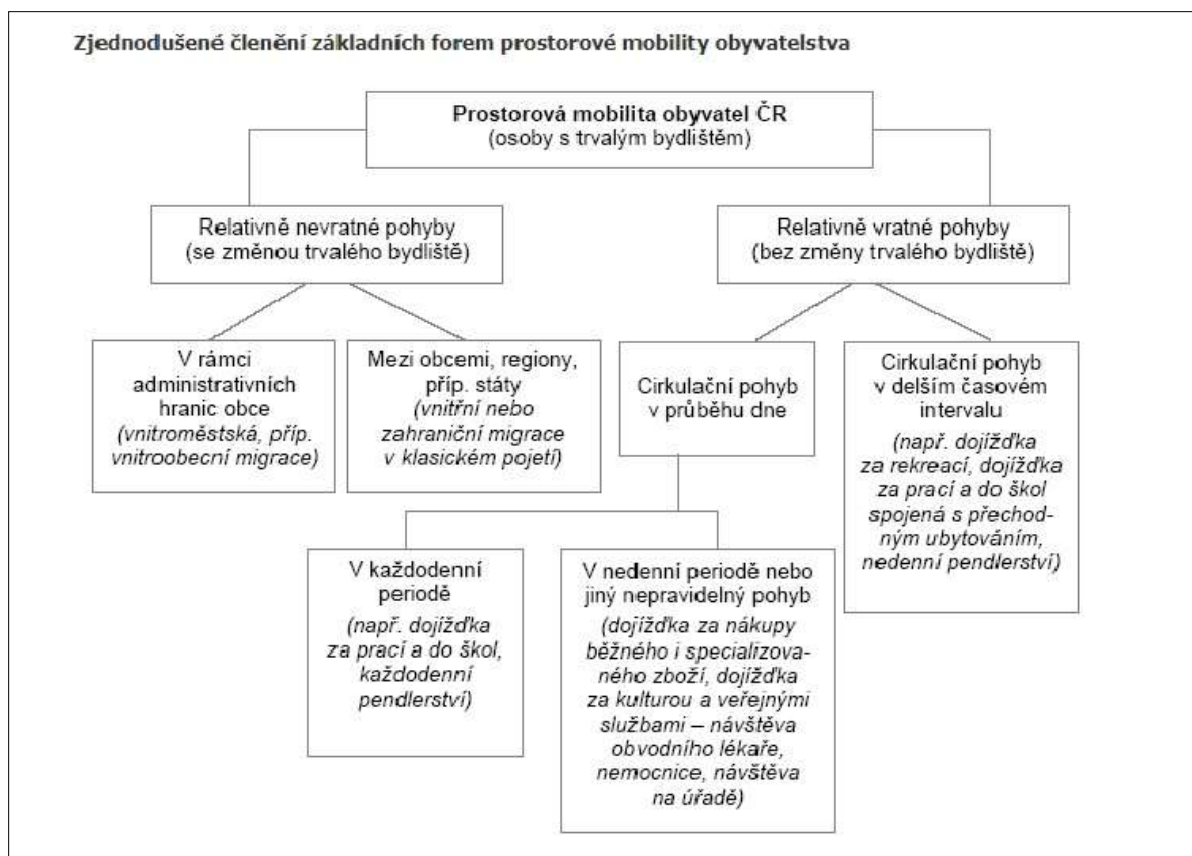 Zjednodušené členění základních forem prostorové mobility obyvatelstva
Prostorová mobilita obyvatel ČR
(osoby s trvalým bydlištěm)
Relativně nevratné pohyby
(se změnou trvalého bydliště)
Relativně vratné pohyby
(bez změny trvalého bydliště)
V rámci
administrativních
hranic obce
(vnitroměstská, příp.
vnitroobecní migrace)
Mezi obcemi, regiony,
příp. státy
(vnitřní nebo
zahraniční migrace
v klasickém pojetí)
Cirkulační pohyb
v průběhu dne
Cirkulační pohyb
v delším časovém
intervalu
(např. dojížďka
za rekreací, dojížďka
za prací a do škol
spojená s přechod-
ným ubytováním,
nedenní pendlerství)
V každodenní
periodě
(např. dojížďka
za prací a do škol,
každodenní
pendlerství)
V nedenní periodě nebo
jiný nepravidelný pohyb
(dojížďka za nákupy
běžného i specializova-
ného zboží, dojížďka
za kulturou a veřejnými
službami – návštěva
obvodního lékaře,
nemocnice, návštěva
na úřadě)